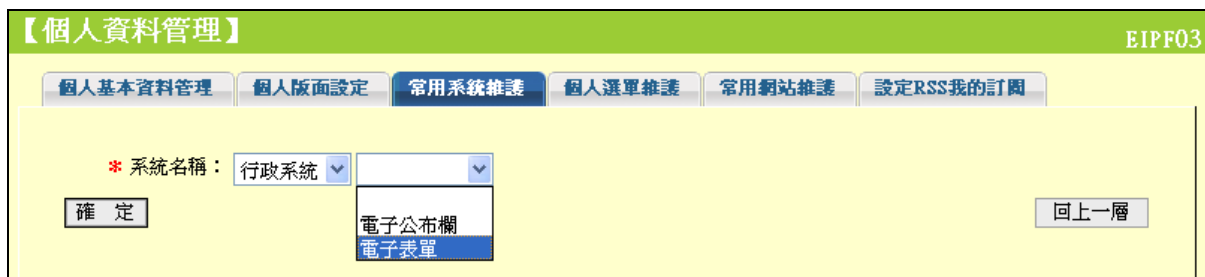 【個人資料管理】
EIPF03
個人基本資料管理 個人版面設定 常用系統維護 個人選單維護 常用網站維護 設定RSS我的訂閱
* 系統名稱： 行政系統
確 定
電子公布欄
電子表單
回上一層